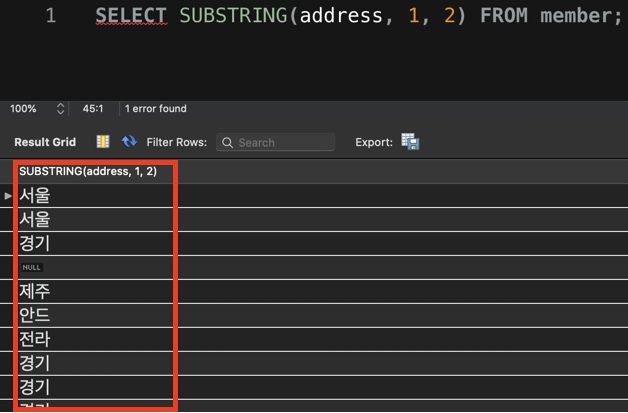 1 SELECT SUBSTRING(address, 1, 2) FROM member;
100% 45:1 1 error found
Result Grid Filter Rows: Search Export:
SUBSTRING(address, 1, 2)
서울
서울
경기
NULL
제주
안드
전라
경기
경기